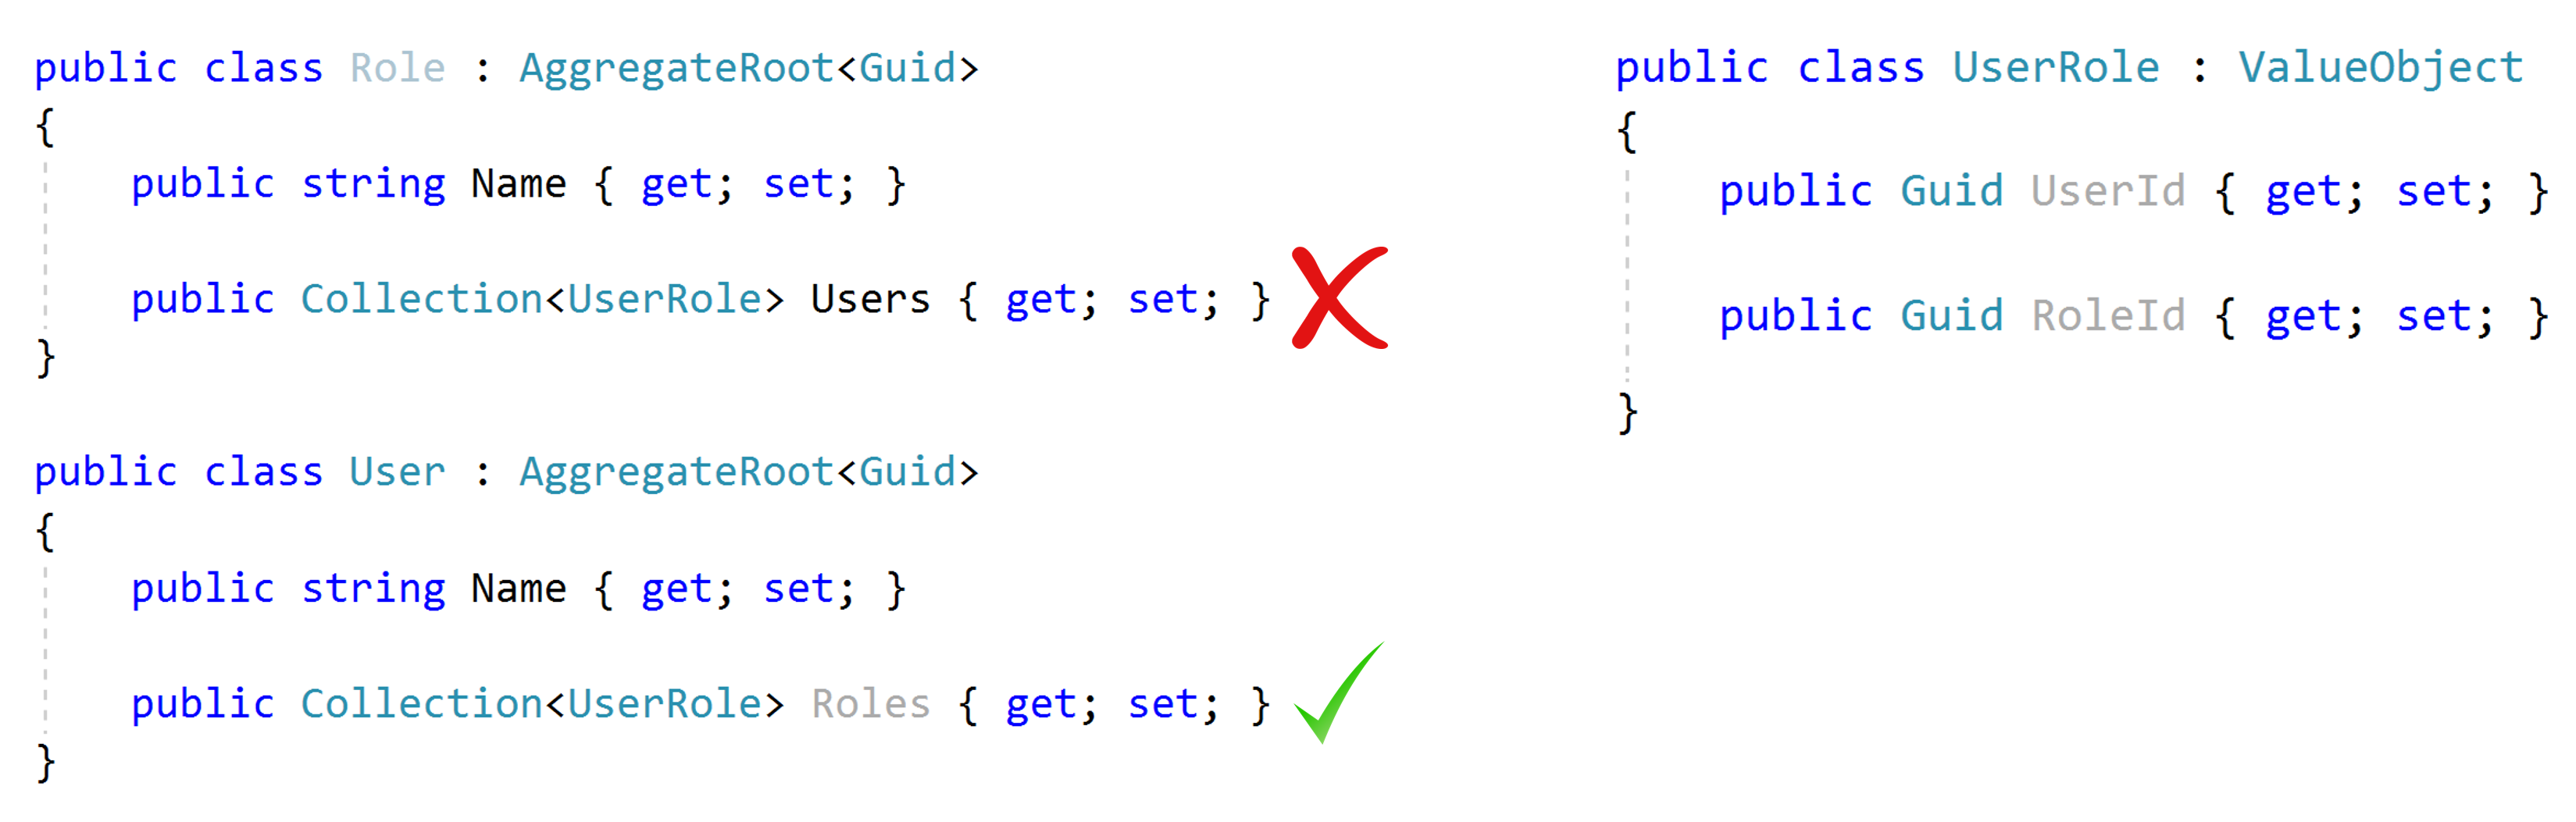 public class Role : AggregateRoot<Guid>
{
    public string Name { get; set; }
    public Collection<UserRole> Users { get; set; }
}
public class User : AggregateRoot<Guid>
{
    public string Name { get; set; }
    public Collection<UserRole> Roles { get; set; }
}
public class UserRole : ValueObject
{
    public Guid UserId { get; set; }
    public Guid RoleId { get; set; }
}